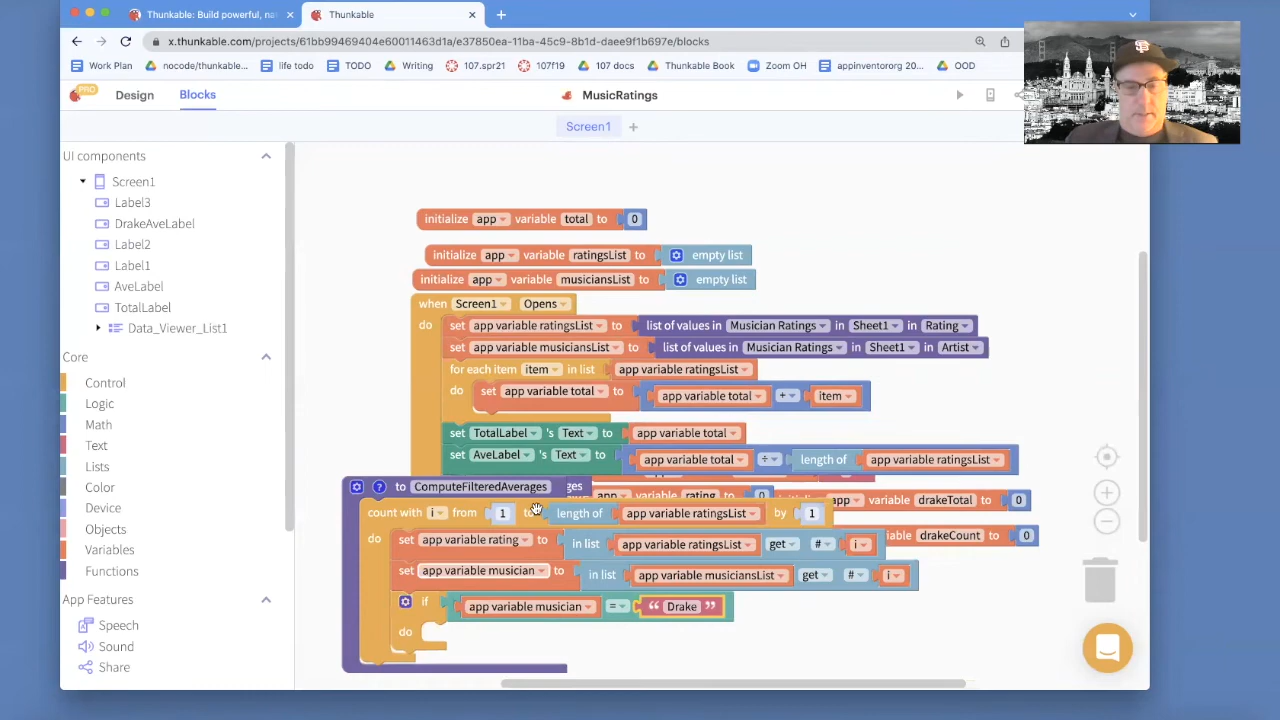 Thunkable: Build powerful, na
Thunkable
x.thunkable.com/projects/61bb99469404e60011463d1a/e37850ea-11ba-45c9-8b1d-daee9f1b697e/blocks
Work Plan nocode/thunkable... life todo TODO Writing 107.spr21 107f19 107 docs Thunkable Book Zoom OH appinventororg 20... OOD
PRO Design Blocks MusicRatings
Screen1
UI components
Screen1
Label3
DrakeAveLabel
Label2
Label1
AveLabel
TotalLabel
Data_Viewer_List1
Core
Control
Logic
Math
Text
Lists
Color
Device
Objects
Variables
Functions
App Features
Speech
Sound
Share
initialize app variable total to 0
initialize app variable ratingsList to empty list
initialize app variable musiciansList to empty list
when Screen1 Opens
do set app variable ratingsList to list of values in Musician Ratings in Sheet1 in Rating
set app variable musiciansList to list of values in Musician Ratings in Sheet1 in Artist
for each item item in list app variable ratingsList
do set app variable total to app variable total + item
set TotalLabel 's Text to app variable total
set AveLabel 's Text to app variable total ÷ length of app variable ratingsList
to ComputeFilteredAverages ges
app variable rating 0 app variable drakeTotal to 0
count with i from 1 to length of app variable ratingsList by 1
able drakeCount to 0
do set app variable rating to in list app variable ratingsList get # i
set app variable musician to in list app variable musiciansList get # i
if app variable musician = “ Drake ”
do